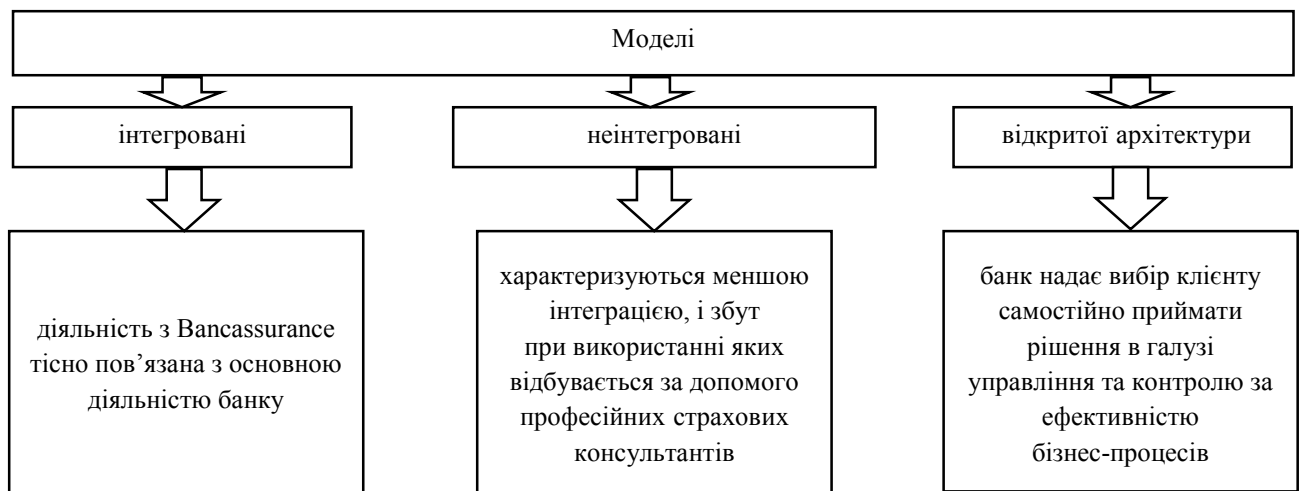 Моделі
інтегровані
неінтегровані
відкритої архітектури
діяльність з Bancassurance
тісно пов’язана з основною
діяльністю банку
характеризуються меншою
інтеграцією, і збут
при використанні яких
відбувається за допомого
професійних страхових
консультантів
банк надає вибір клієнту
самостійно приймати
рішення в галузі
управління та контролю за
ефективністю
бізнес-процесів